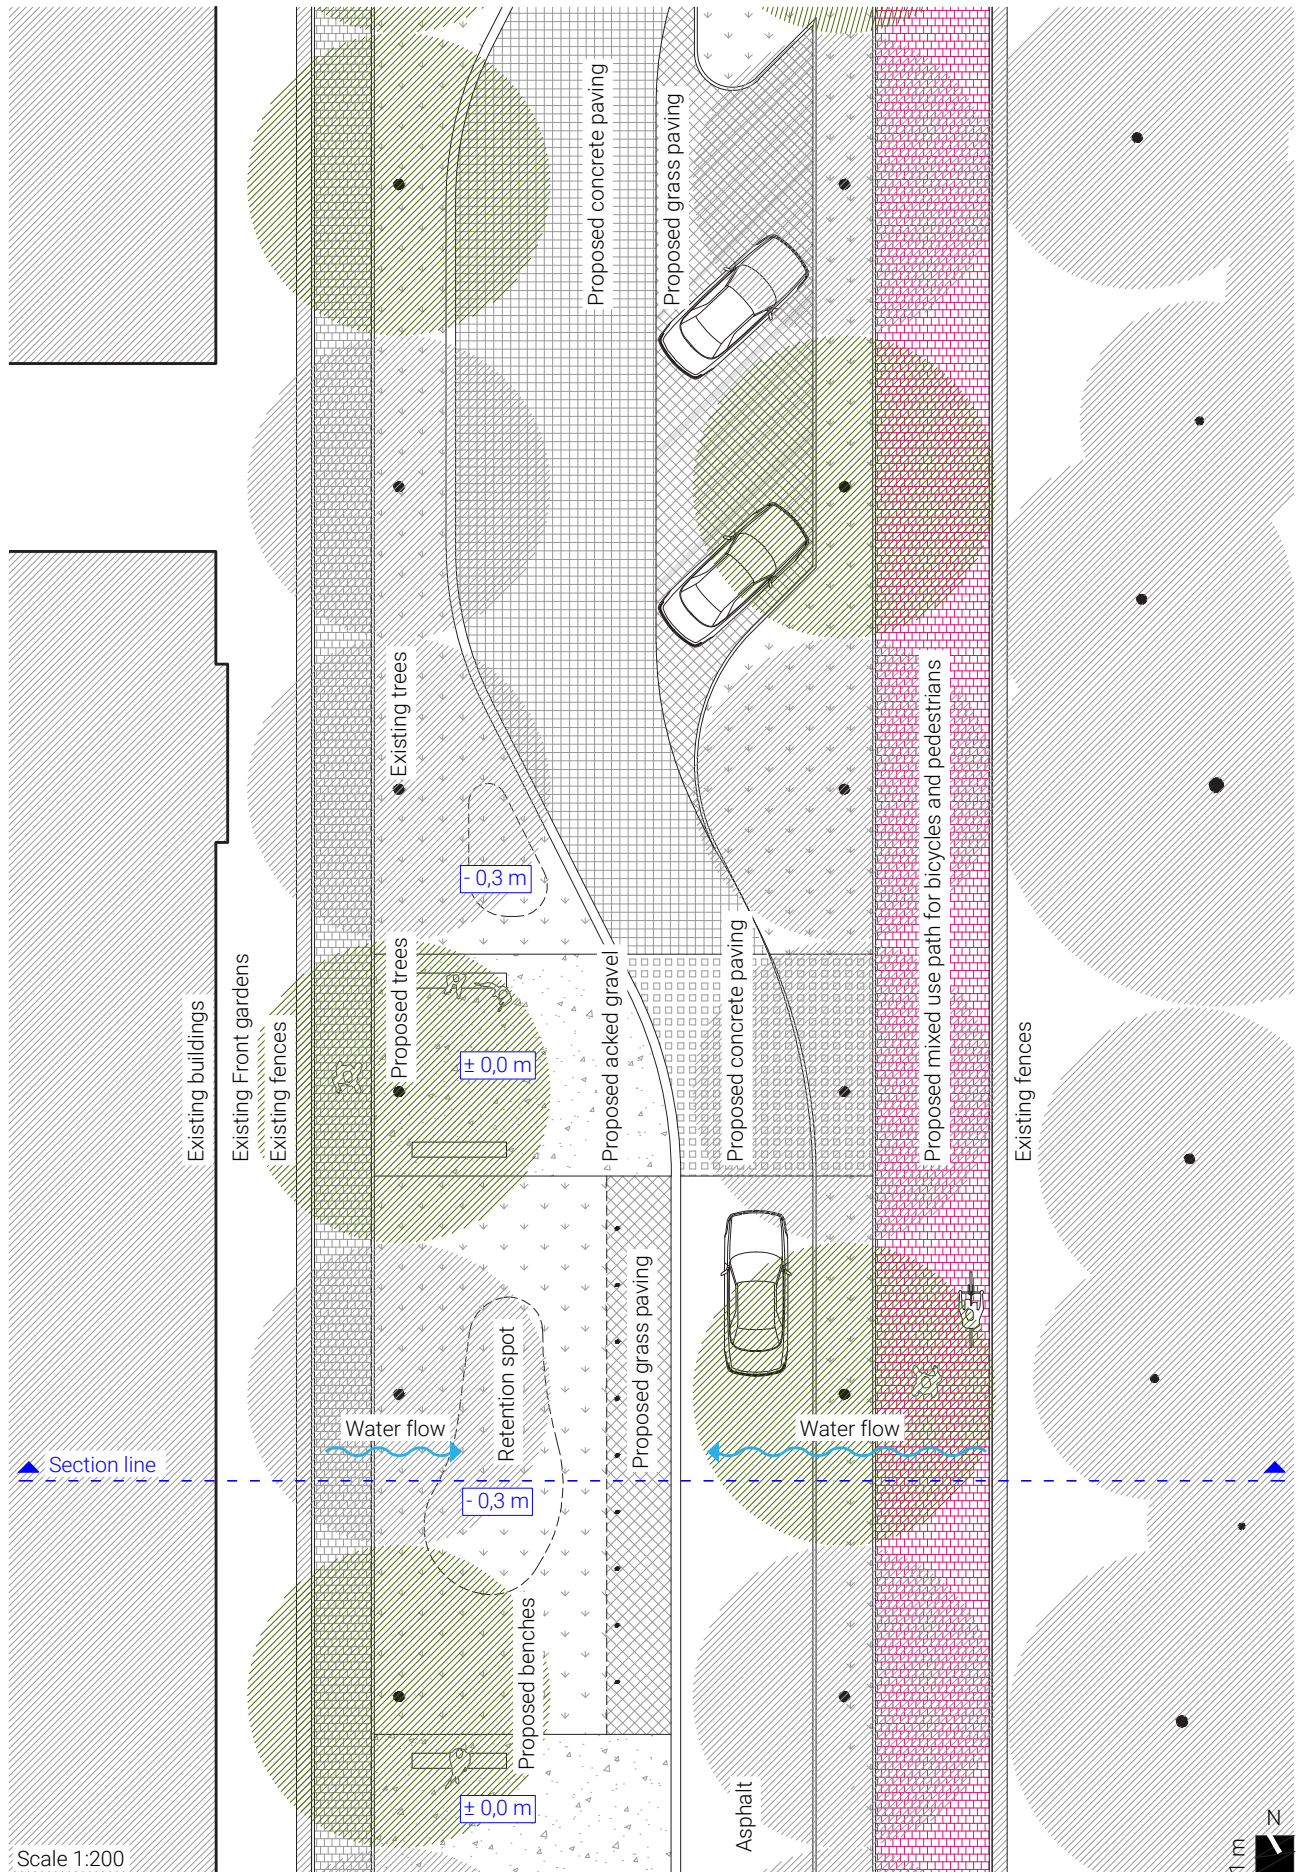 Proposed concrete paving
Proposed grass paving
Existing trees
Proposed mixed use path for bicycles and pedestrians
- 0,3 m
Existing buildings
Existing Front gardens
Existing fences
Proposed trees
± 0,0 m
Proposed acked gravel
Proposed concrete paving
Existing fences
Retention spot
Proposed grass paving
Water flow
Water flow
Section line
- 0,3 m
Proposed benches
± 0,0 m
Asphalt
Scale 1:200
N
1 m